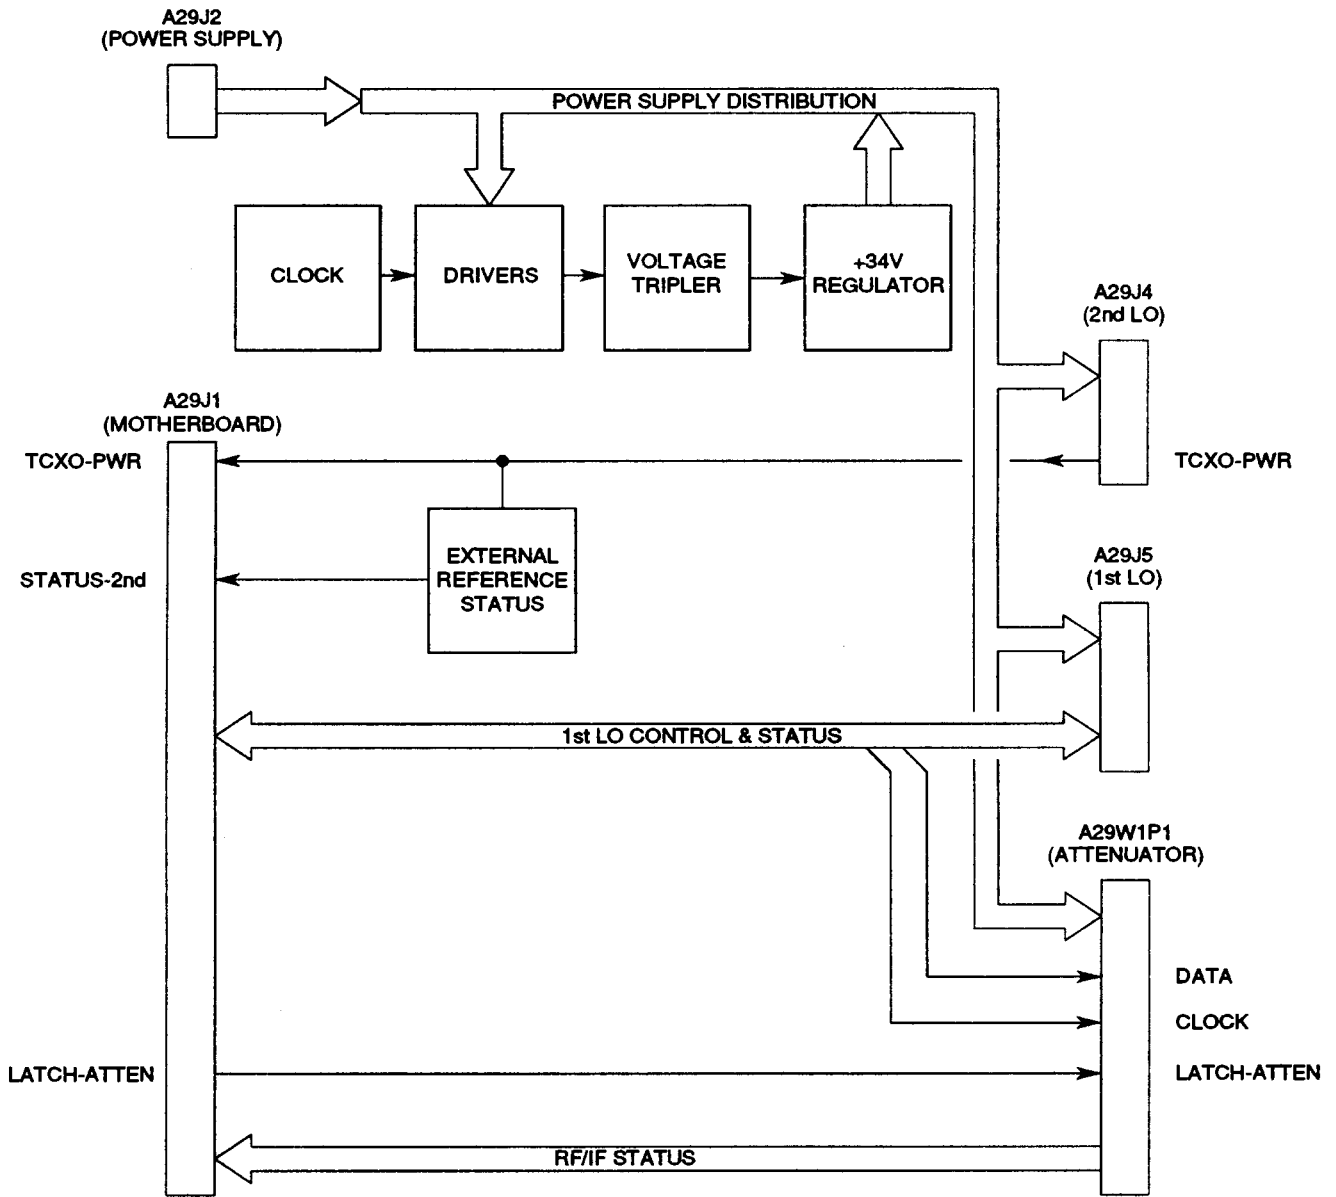 A29J2
(POWER SUPPLY)
POWER SUPPLY DISTRIBUTION
CLOCK
DRIVERS
VOLTAGE
TRIPLER
+34V
REGULATOR
A29J4
(2nd LO)
A29J1
(MOTHERBOARD)
TCXO-PWR
TCXO-PWR
EXTERNAL
REFERENCE
STATUS
STATUS-2nd
A29J5
(1st LO)
1st LO CONTROL & STATUS
A29W1P1
(ATTENUATOR)
DATA
CLOCK
LATCH-ATTEN
LATCH-ATTEN
RF/IF STATUS